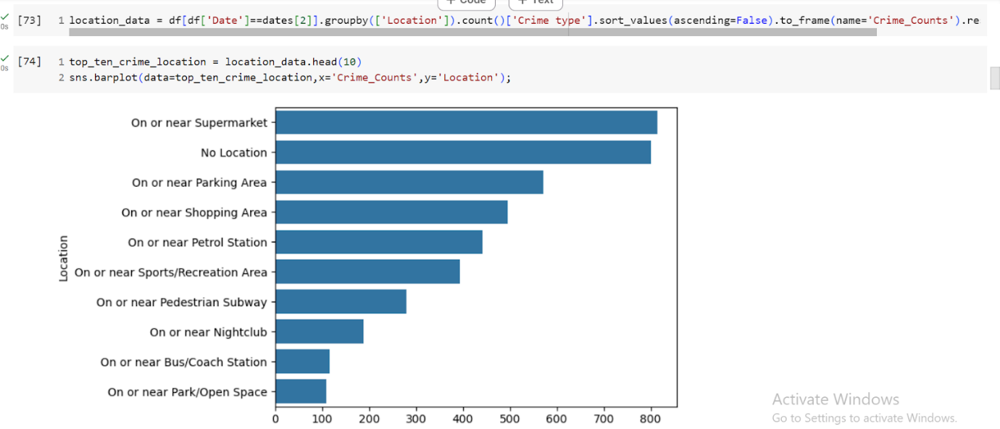 + Code + Text
[73] 1 location_data = df[df['Date']==dates[2]].groupby(['Location']).count()['Crime type'].sort_values(ascending=False).to_frame(name='Crime_Counts').re
0s
[74] 1 top_ten_crime_location = location_data.head(10)
0s
2 sns.barplot(data=top_ten_crime_location,x='Crime_Counts',y='Location');
On or near Supermarket
No Location
On or near Parking Area
On or near Shopping Area
On or near Petrol Station
Location
On or near Sports/Recreation Area
On or near Pedestrian Subway
On or near Nightclub
On or near Bus/Coach Station
On or near Park/Open Space
0 100 200 300 400 500 600 700 800
Activate Windows
Go to Settings to activate Windows.